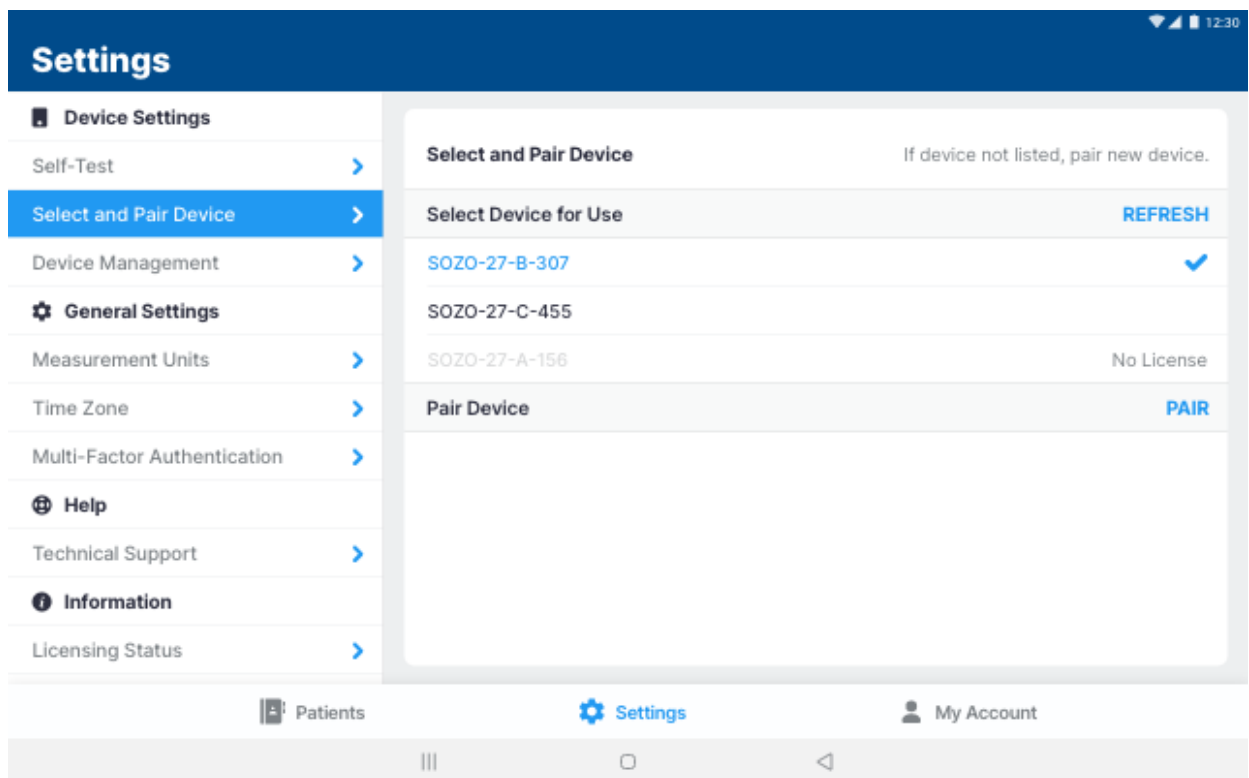 12:30
Settings
Device Settings
Self-Test
Select and Pair Device
Device Management
General Settings
Measurement Units
Time Zone
Multi-Factor Authentication
Help
Technical Support
Information
Licensing Status
Select and Pair Device If device not listed, pair new device.
Select Device for Use REFRESH
SOZO-27-B-307
SOZO-27-C-455
SOZO-27-A-156 No License
Pair Device PAIR
Patients Settings My Account